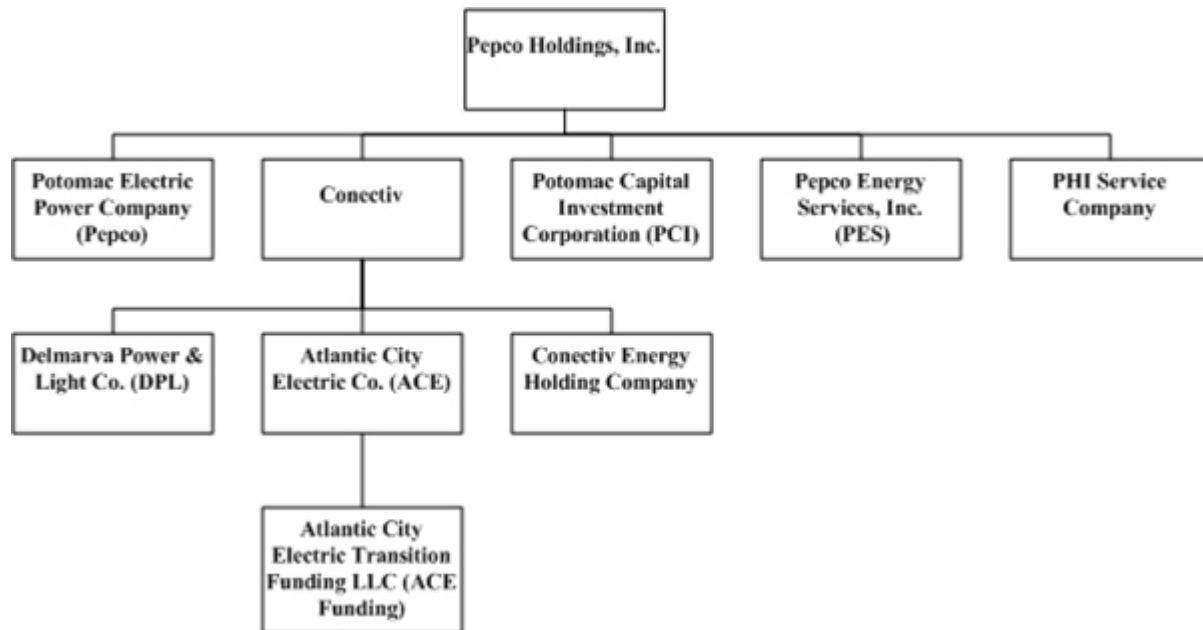 Pepco Holdings, Inc.
Potomac Electric
Power Company
(Pepco)
Conectiv
Potomac Capital
Investment
Corporation (PCI)
Pepco Energy
Services, Inc.
(PES)
PHI Service
Company
Delmarva Power &
Light Co. (DPL)
Atlantic City
Electric Co. (ACE)
Conectiv Energy
Holding Company
Atlantic City
Electric Transition
Funding LLC (ACE
Funding)